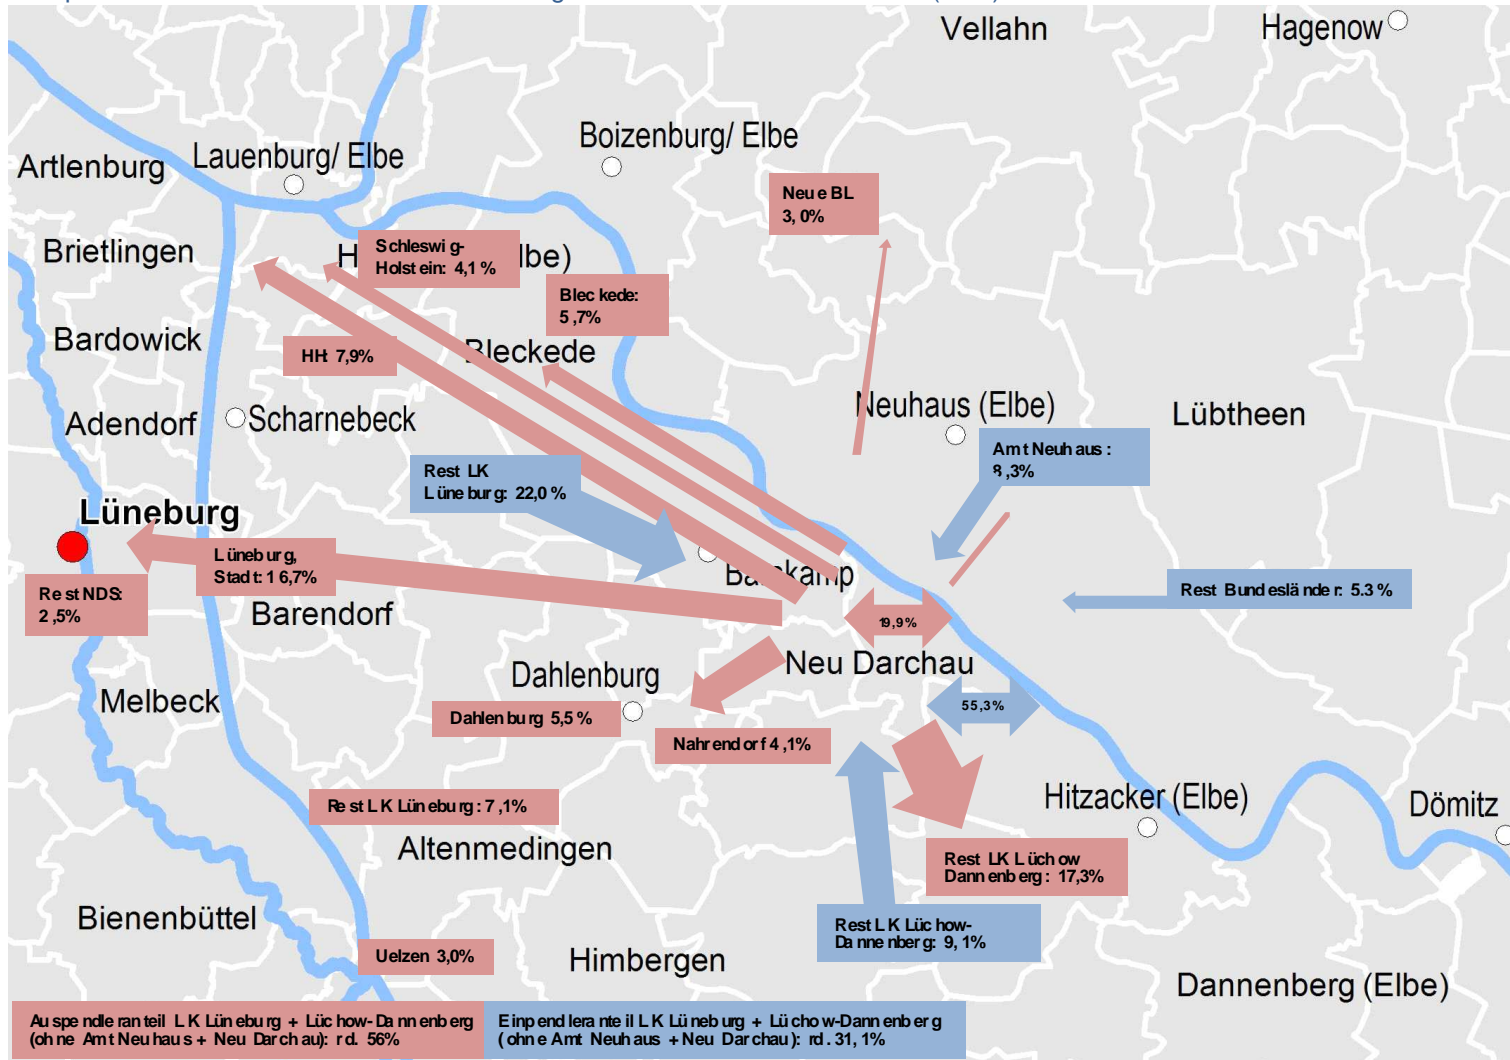 Vellahn
Hagenow
Boizenburg/ Elbe
Lauenburg/ Elbe
Artlenburg
Neue BL
3,0%
Brietlingen
Schleswig-
Holstein: 4,1%
lbe)
Bleckede:
5,7%
Bardowick
HH: 7,9%
Bleckede
Neuhaus (Elbe)
Lübtheen
Adendorf
Scharnebeck
Amt Neuhaus:
8,3%
Rest LK
Lüneburg: 22,0%
Lüneburg
Lüneburg,
Stadt: 16,7%
Barskamp
Rest NDS:
2,5%
Rest Bundesländer: 5.3%
Barendorf
19,9%
Neu Darchau
Dahlenburg
Melbeck
55,3%
Dahlenburg 5,5%
Nahrendorf 4,1%
Hitzacker (Elbe)
Dömitz
Rest LK Lüneburg: 7,1%
Altenmedingen
Rest LK Lüchow
Dannenberg: 17,3%
Bienenbüttel
Rest LK Lüchow-
Dannenberg: 9,1%
Uelzen 3,0%
Himbergen
Dannenberg (Elbe)
Auspendleranteil LK Lüneburg + Lüchow-Dannenberg
(ohne Amt Neuhaus + Neu Darchau): rd. 56%
Einpendleranteil LK Lüneburg + Lüchow-Dannenberg
(ohne Amt Neuhaus + Neu Darchau): rd. 31,1%